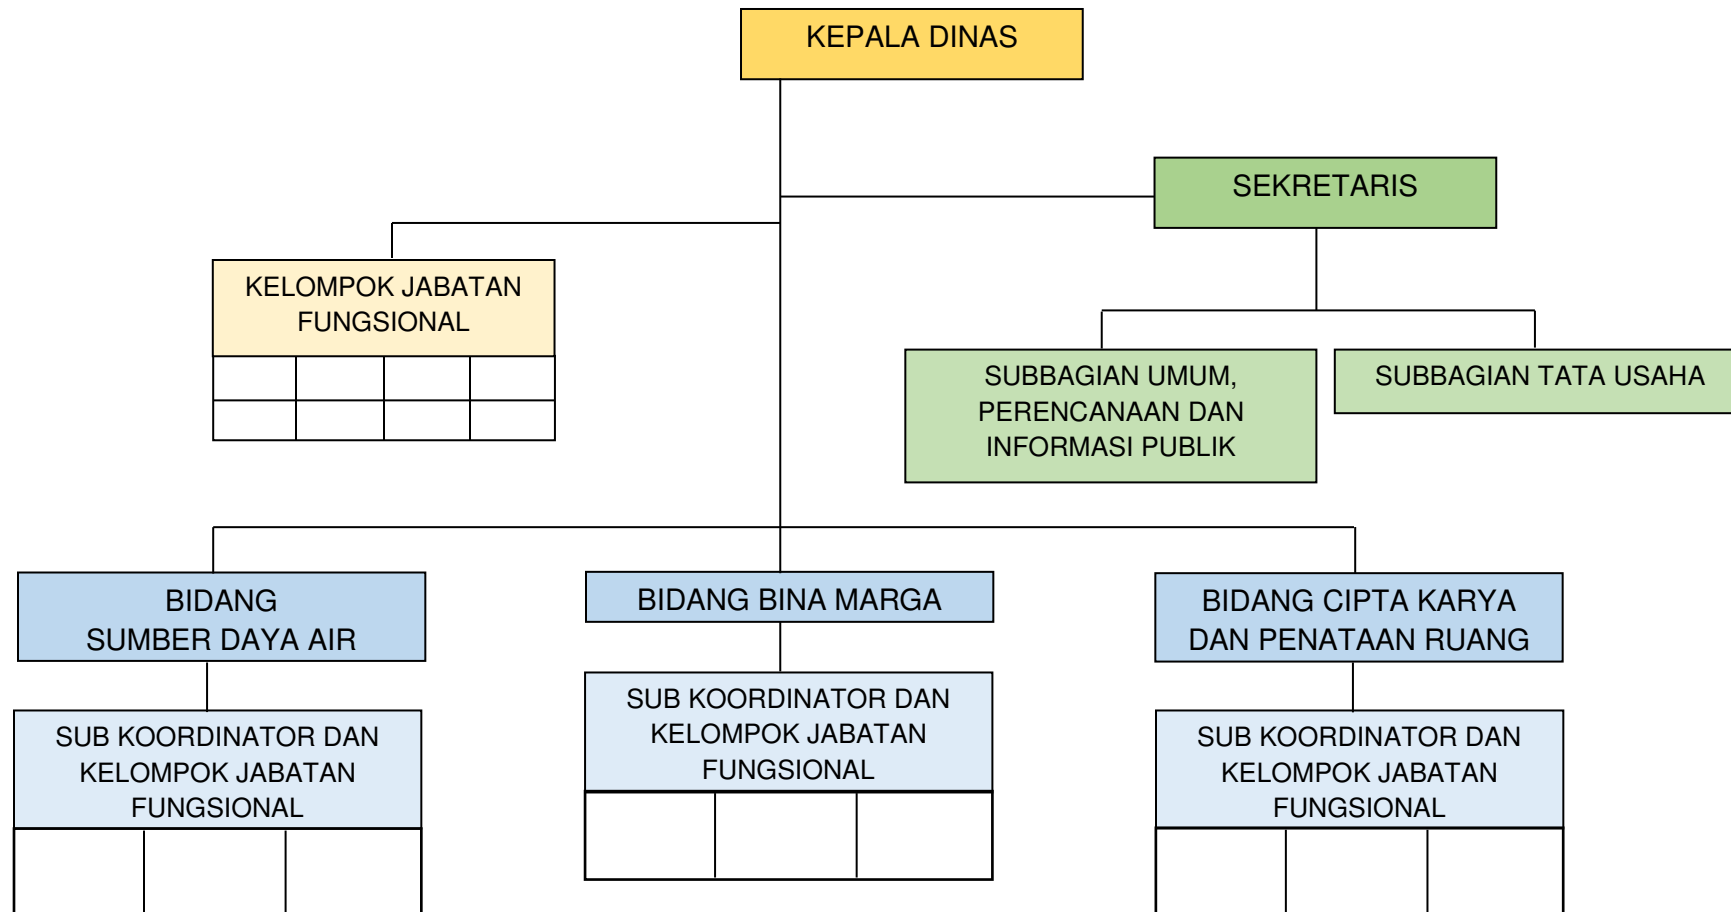 KEPALA DINAS
SEKRETARIS
KELOMPOK JABATAN
FUNGSIONAL
SUBBAGIAN UMUM,
PERENCANAAN DAN
INFORMASI PUBLIK
SUBBAGIAN TATA USAHA
BIDANG
SUMBER DAYA AIR
BIDANG BINA MARGA
BIDANG CIPTA KARYA
DAN PENATAAN RUANG
SUB KOORDINATOR DAN
KELOMPOK JABATAN
FUNGSIONAL
SUB KOORDINATOR DAN
KELOMPOK JABATAN
FUNGSIONAL
SUB KOORDINATOR DAN
KELOMPOK JABATAN
FUNGSIONAL